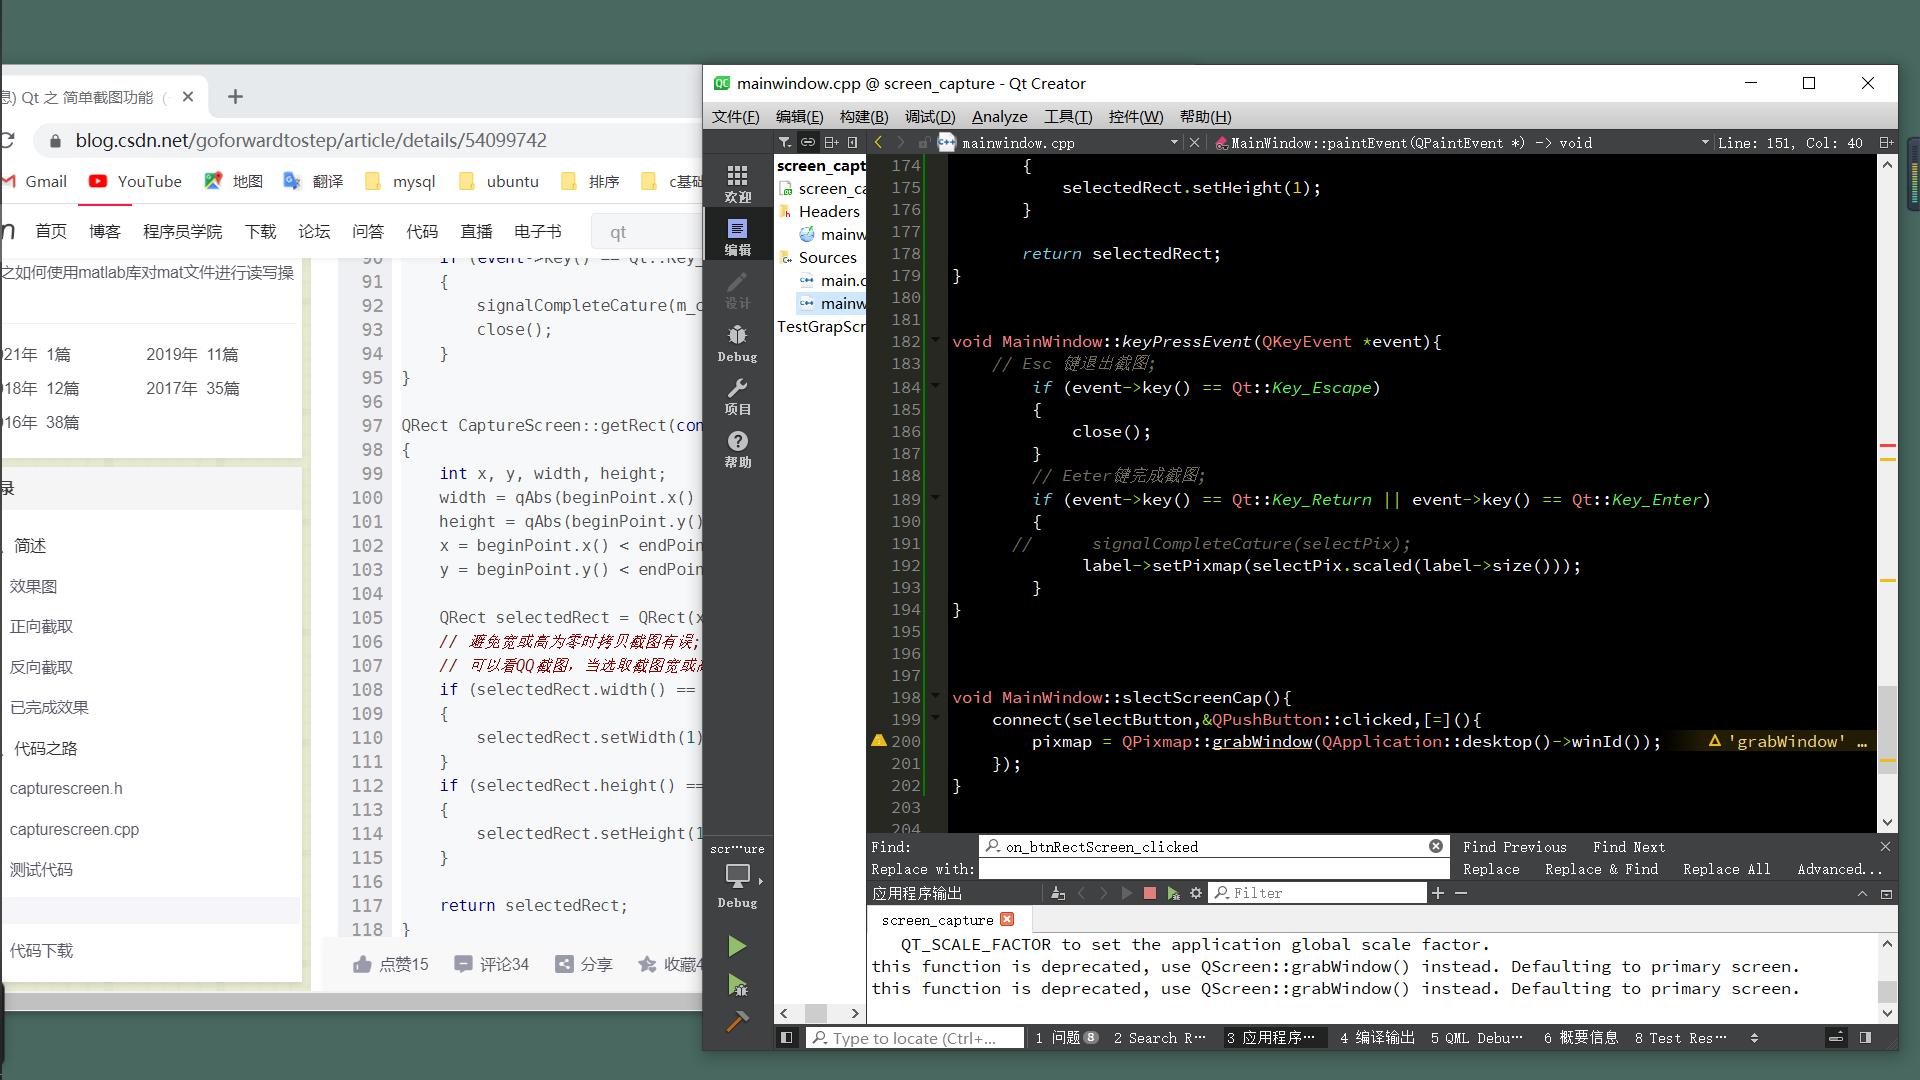 Qt 之 简单截图功能
blog.csdn.net/goforwardtostep/article/details/54099742
Gmail
YouTube
地图
翻译
mysql
ubuntu
排序
c基础
首页
博客
程序员学院
下载
论坛
问答
代码
直播
电子书
qt
之如何使用matlab库对mat文件进行读写操
21年 1篇
2019年 11篇
18年 12篇
2017年 35篇
16年 38篇
录
简述
效果图
正向截取
反向截取
已完成效果
代码之路
capturescreen.h
capturescreen.cpp
测试代码
代码下载
90 if (event->key() == Qt::Key_
91 {
92 signalCompleteCature(m_c
93 close();
94 }
95 }
96
97 QRect CaptureScreen::getRect(con
98 {
99 int x, y, width, height;
100 width = qAbs(beginPoint.x()
101 height = qAbs(beginPoint.y()
102 x = beginPoint.x() < endPoin
103 y = beginPoint.y() < endPoin
104
105 QRect selectedRect = QRect(x
106 // 避免宽或高为零时拷贝截图有误;
107 // 可以看QQ截图，当选取截图宽或
108 if (selectedRect.width() ==
109 {
110 selectedRect.setWidth(1)
111 }
112 if (selectedRect.height() ==
113 {
114 selectedRect.setHeight(1
115 }
116
117 return selectedRect;
118 }
点赞15
评论34
分享
收藏4
mainwindow.cpp @ screen_capture - Qt Creator
文件(F) 编辑(E) 构建(B) 调试(D) Analyze 工具(T) 控件(W) 帮助(H)
mainwindow.cpp
MainWindow::paintEvent(QPaintEvent *) -> void
Line: 151, Col: 40
欢迎
编辑
设计
Debug
项目
帮助
scr…ure
Debug
screen_capt
screen_ca
Headers
mainw
Sources
main.c
mainw
TestGrapScr
174 {
175 selectedRect.setHeight(1);
176 }
177
178 return selectedRect;
179 }
180
181
182 void MainWindow::keyPressEvent(QKeyEvent *event){
183 // Esc 键退出截图;
184 if (event->key() == Qt::Key_Escape)
185 {
186 close();
187 }
188 // Eeter键完成截图;
189 if (event->key() == Qt::Key_Return || event->key() == Qt::Key_Enter)
190 {
191 // signalCompleteCature(selectPix);
192 label->setPixmap(selectPix.scaled(label->size()));
193 }
194 }
195
196
197
198 void MainWindow::slectScreenCap(){
199 connect(selectButton,&QPushButton::clicked,[=](){
200 pixmap = QPixmap::grabWindow(QApplication::desktop()->winId()); 'grabWindow' …
201 });
202 }
203
204
Find: on_btnRectScreen_clicked Find Previous Find Next
Replace with: Replace Replace & Find Replace All Advanced...
应用程序输出
Filter
screen_capture
QT_SCALE_FACTOR to set the application global scale factor.
this function is deprecated, use QScreen::grabWindow() instead. Defaulting to primary screen.
this function is deprecated, use QScreen::grabWindow() instead. Defaulting to primary screen.
Type to locate (Ctrl+...
1 问题 8
2 Search R…
3 应用程序…
4 编译输出
5 QML Debu…
6 概要信息
8 Test Res…